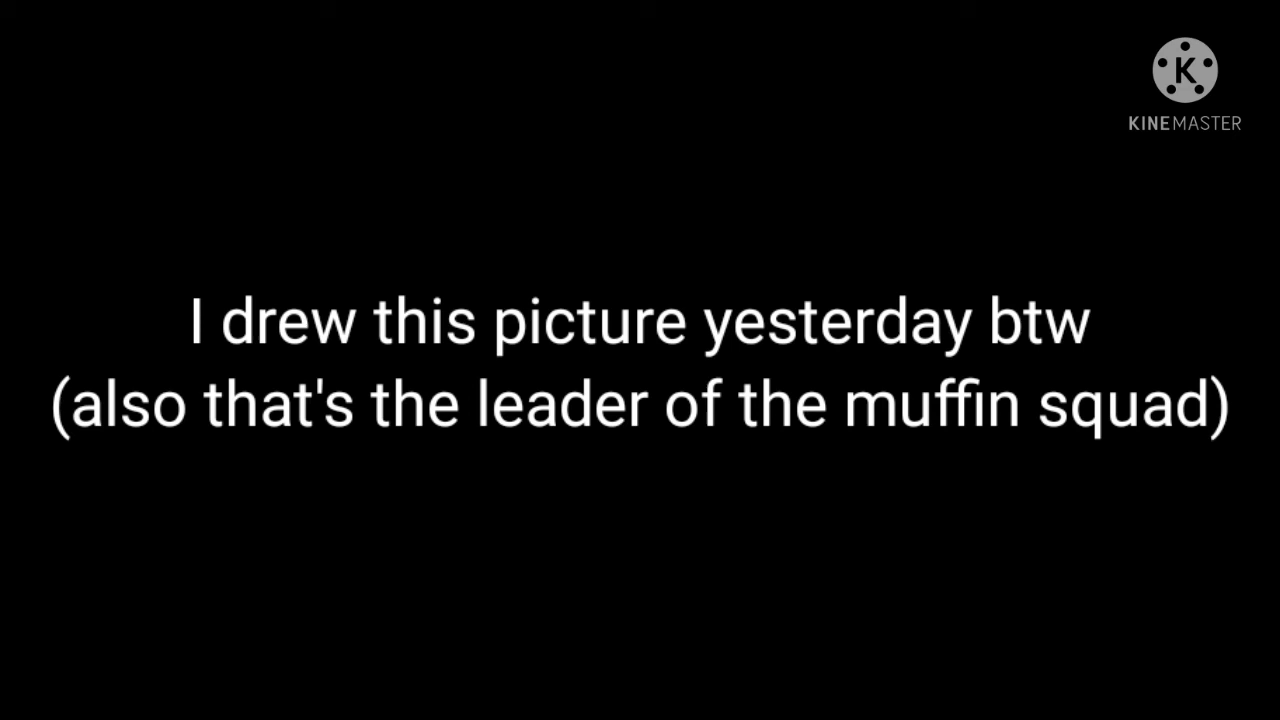 K
KINEMASTER
I drew this picture yesterday btw
(also that's the leader of the muffin squad)